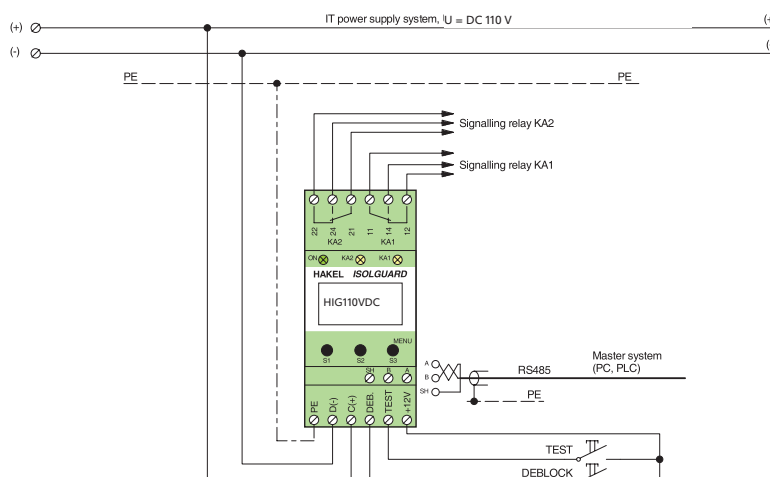 IT power supply system, U = DC 110 V
(+)
(-)
PE
PE
Signalling relay KA2
Signalling relay KA1
22
24
21
11
14
12
KA2
KA1
ON
KA2
KA1
HAKEL ISOLGUARD
HIG110VDC
MENU
S1
S2
S3
SH
B
A
PE
D(-)
C(+)
DEB.
TEST
+12V
A
B
SH
RS485
Master system
(PC, PLC)
PE
TEST
DEBLOCK